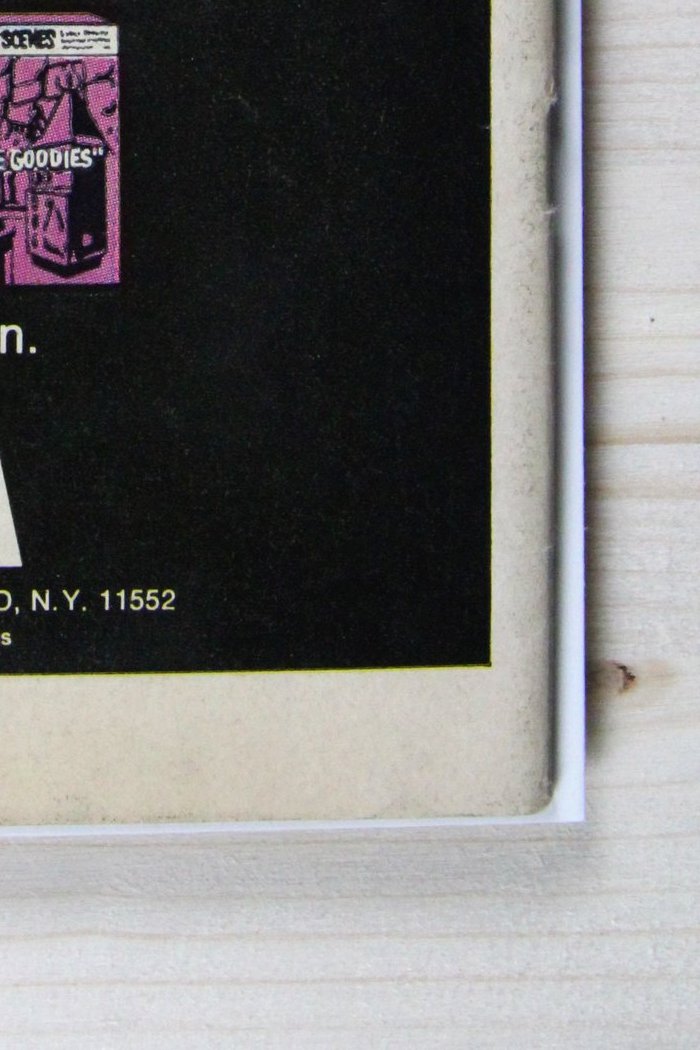 SCENES
E GOODIES"
n.
D, N.Y. 11552
s